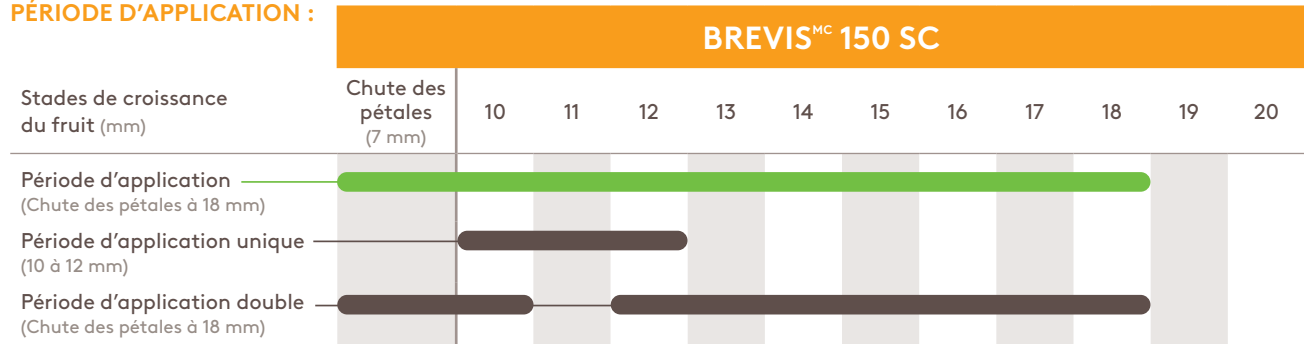 PÉRIODE D’APPLICATION :
BREVISᴹᶜ 150 SC
Stades de croissance
du fruit (mm)
Chute des
pétales
(7 mm)
10 11 12 13 14 15 16 17 18 19 20
Période d’application
(Chute des pétales à 18 mm)
Période d’application unique
(10 à 12 mm)
Période d’application double
(Chute des pétales à 18 mm)